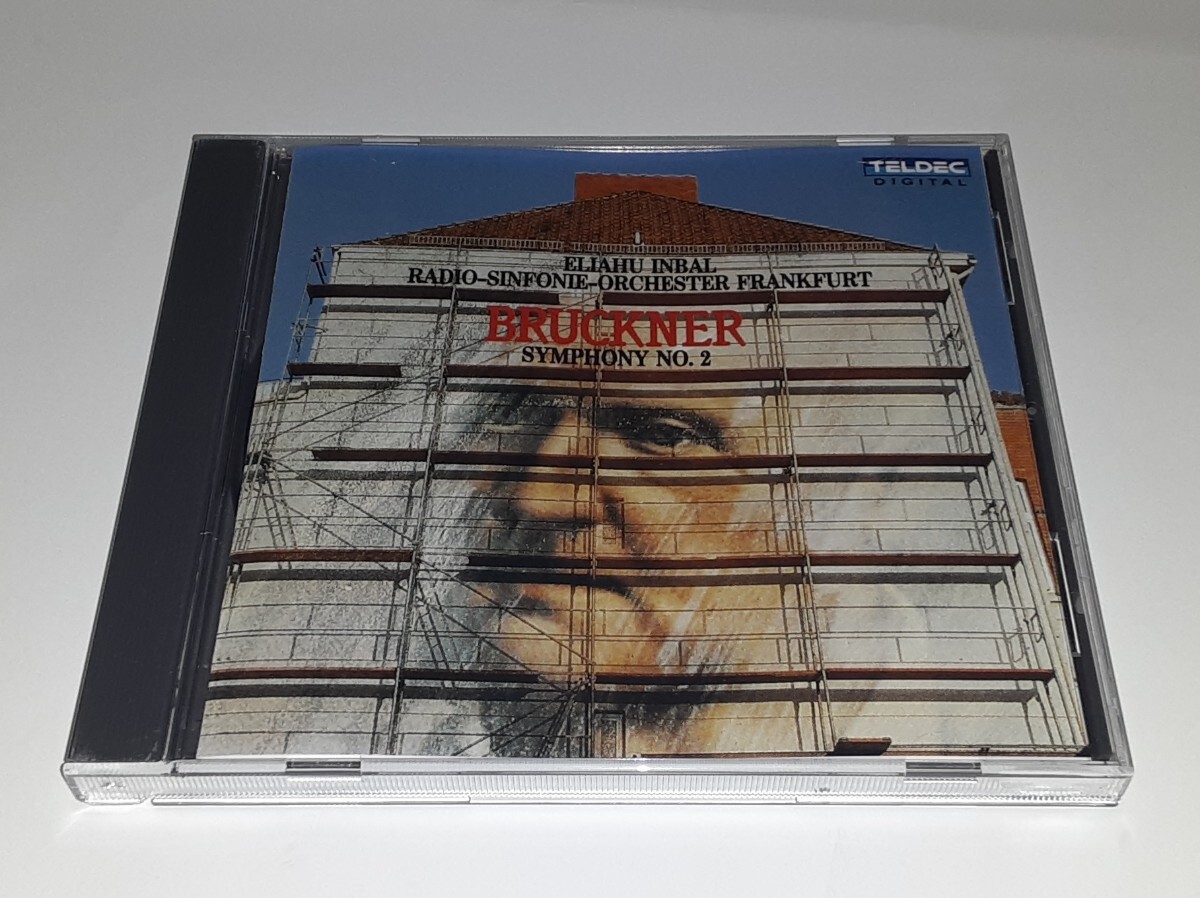 TELDEC
DIGITAL
ELIAHU INBAL
RADIO-SINFONIE-ORCHESTER FRANKFURT
BRUCKNER
SYMPHONY NO. 2